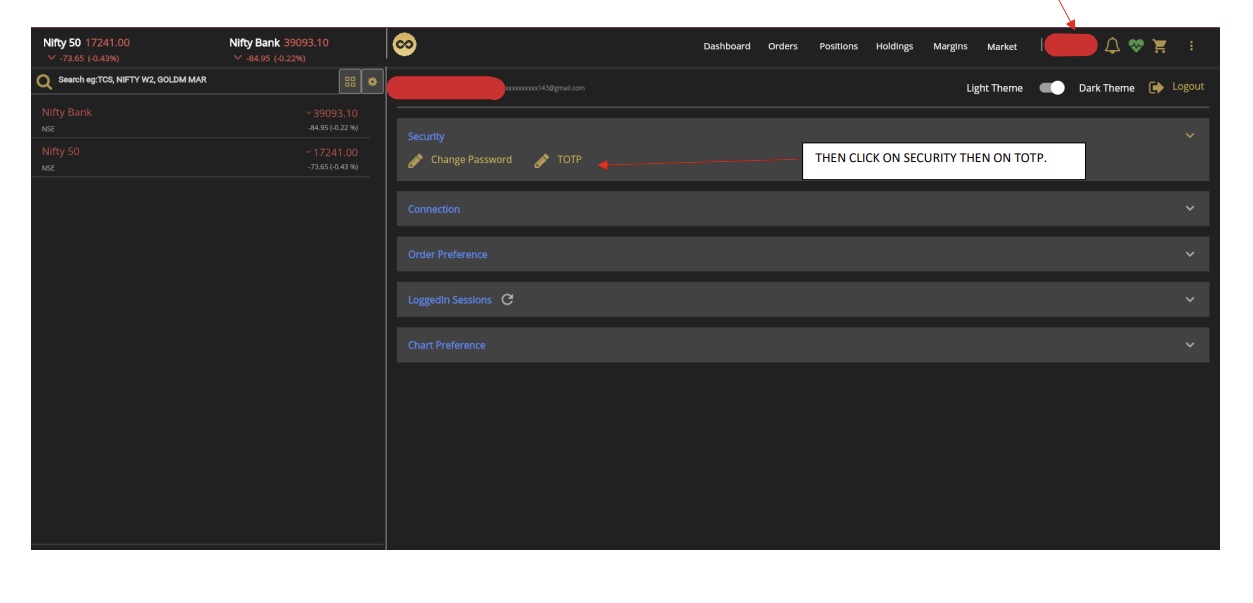 Nifty 50 17241.00
-73.65 (-0.43%)
Nifty Bank 39093.10
-84.95 (-0.22%)
Dashboard Orders Positions Holdings Margins Market
Search eg:TCS, NIFTY W2, GOLDM MAR
xxxxxxxxxx143@gmail.com
Light Theme Dark Theme Logout
Nifty Bank 39093.10
NSE -84.95 (-0.22 %)
Nifty 50 17241.00
NSE -73.65 (-0.43 %)
Security
Change Password TOTP
THEN CLICK ON SECURITY THEN ON TOTP.
Connection
Order Preference
LoggedIn Sessions
Chart Preference